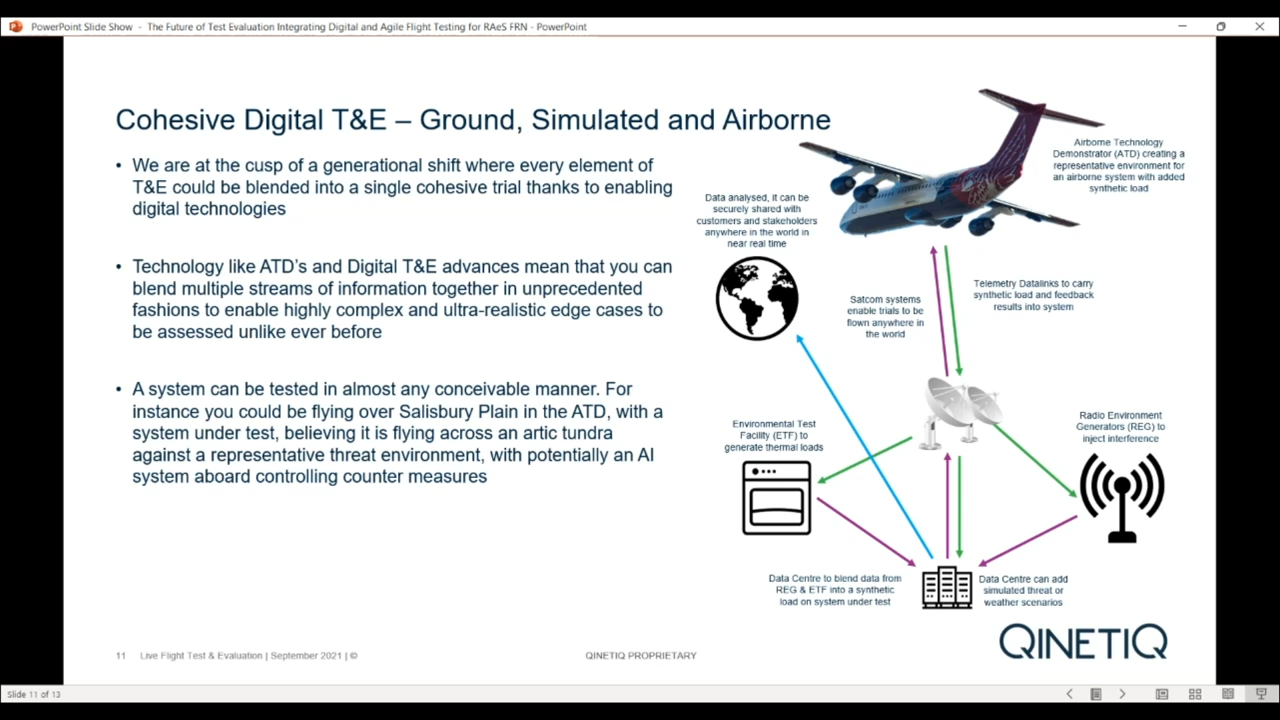 PowerPoint Slide Show - The Future of Test Evaluation Integrating Digital and Agile Flight Testing for RAeS FRN - PowerPoint
Cohesive Digital T&E – Ground, Simulated and Airborne
• We are at the cusp of a generational shift where every element of
T&E could be blended into a single cohesive trial thanks to enabling
digital technologies
• Technology like ATD's and Digital T&E advances mean that you can
blend multiple streams of information together in unprecedented
fashions to enable highly complex and ultra-realistic edge cases to
be assessed unlike ever before
• A system can be tested in almost any conceivable manner. For
instance you could be flying over Salisbury Plain in the ATD, with a
system under test, believing it is flying across an artic tundra
against a representative threat environment, with potentially an AI
system aboard controlling counter measures
Airborne Technology
Demonstrator (ATD) creating a
representative environment for
an airborne system with added
synthetic load
Data analysed, it can be
securely shared with
customers and stakeholders
anywhere in the world in
near real time
Satcom systems
enable trials to be
flown anywhere in
the world
Telemetry Datalinks to carry
synthetic load and feedback
results into system
Environmental Test
Facility (ETF) to
generate thermal loads
Radio Environment
Generators (REG) to
inject interference
Data Centre to blend data from
REG & ETF into a synthetic
load on system under test
Data Centre can add
simulated threat or
weather scenarios
QINETIQ
11 Live Flight Test & Evaluation | September 2021 | ©
QINETIQ PROPRIETARY
Slide 11 of 13